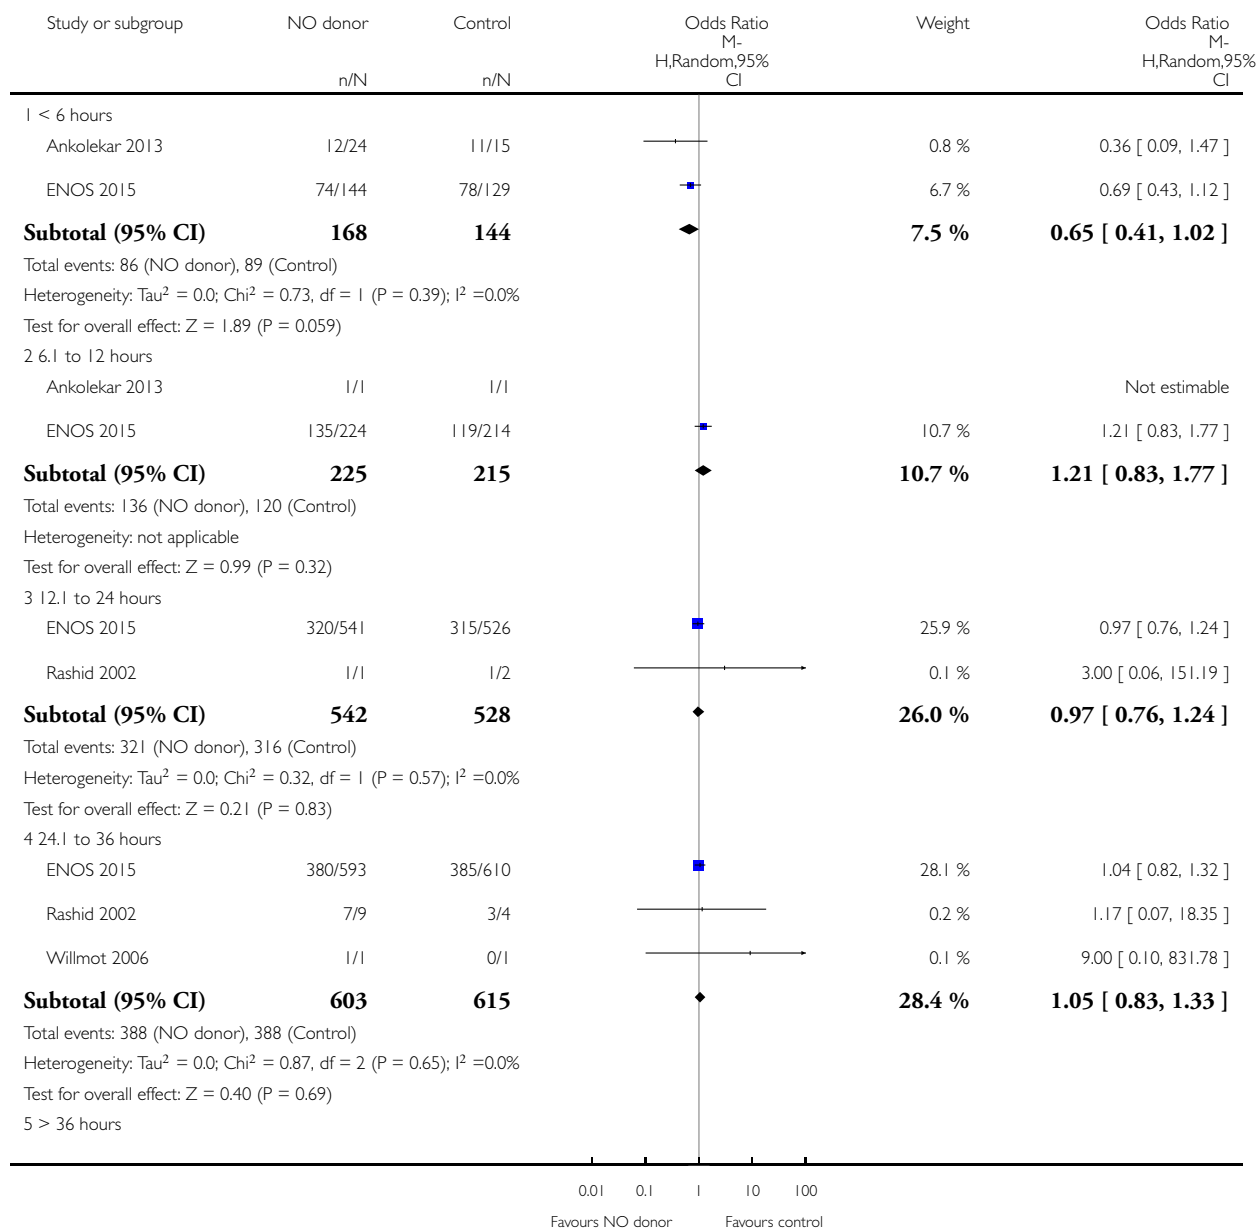 Study or subgroup NO donor Control Odds Ratio Weight Odds Ratio
M- M-
H,Random,95% H,Random,95%
n/N n/N CI CI
1 < 6 hours
Ankolekar 2013 12/24 11/15 0.8 % 0.36 [ 0.09, 1.47 ]
ENOS 2015 74/144 78/129 6.7 % 0.69 [ 0.43, 1.12 ]
Subtotal (95% CI) 168 144 7.5 % 0.65 [ 0.41, 1.02 ]
Total events: 86 (NO donor), 89 (Control)
Heterogeneity: Tau² = 0.0; Chi² = 0.73, df = 1 (P = 0.39); I² =0.0%
Test for overall effect: Z = 1.89 (P = 0.059)
2 6.1 to 12 hours
Ankolekar 2013 1/1 1/1 Not estimable
ENOS 2015 135/224 119/214 10.7 % 1.21 [ 0.83, 1.77 ]
Subtotal (95% CI) 225 215 10.7 % 1.21 [ 0.83, 1.77 ]
Total events: 136 (NO donor), 120 (Control)
Heterogeneity: not applicable
Test for overall effect: Z = 0.99 (P = 0.32)
3 12.1 to 24 hours
ENOS 2015 320/541 315/526 25.9 % 0.97 [ 0.76, 1.24 ]
Rashid 2002 1/1 1/2 0.1 % 3.00 [ 0.06, 151.19 ]
Subtotal (95% CI) 542 528 26.0 % 0.97 [ 0.76, 1.24 ]
Total events: 321 (NO donor), 316 (Control)
Heterogeneity: Tau² = 0.0; Chi² = 0.32, df = 1 (P = 0.57); I² =0.0%
Test for overall effect: Z = 0.21 (P = 0.83)
4 24.1 to 36 hours
ENOS 2015 380/593 385/610 28.1 % 1.04 [ 0.82, 1.32 ]
Rashid 2002 7/9 3/4 0.2 % 1.17 [ 0.07, 18.35 ]
Willmot 2006 1/1 0/1 0.1 % 9.00 [ 0.10, 831.78 ]
Subtotal (95% CI) 603 615 28.4 % 1.05 [ 0.83, 1.33 ]
Total events: 388 (NO donor), 388 (Control)
Heterogeneity: Tau² = 0.0; Chi² = 0.87, df = 2 (P = 0.65); I² =0.0%
Test for overall effect: Z = 0.40 (P = 0.69)
5 > 36 hours
0.01 0.1 1 10 100
Favours NO donor Favours control